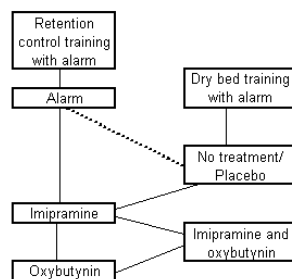 Retention
control training
with alarm
Dry bed training
with alarm
Alarm
No treatment/
Placebo
Imipramine
Imipramine and
oxybutynin
Oxybutynin